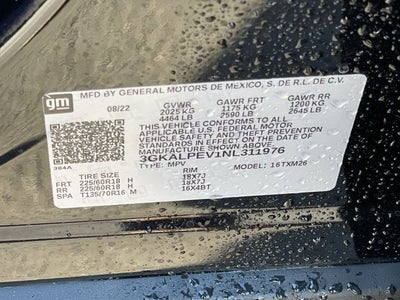 gm
MFD BY GENERAL MOTORS DE MEXICO, S. DE R.L. DE C.V.
08/22 GVWR GAWR FRT GAWR RR
2025 KG 1175 KG 1200 KG
4464 LB 2590 LB 2645 LB
THIS VEHICLE CONFORMS TO ALL
APPLICABLE U.S. FEDERAL MOTOR
VEHICLE SAFETY AND THEFT PREVENTION STANDARDS
IN EFFECT ON THE DATE OF MANUFACTURE SHOWN ABOVE
3GKALPEV1NL311976
384A TYPE: MPV MODEL: 16TXM26
TIRE SIZE RIM
FRT 225/60R18 H 18X7J
RR 225/60R18 H 18X7J
SPA T135/70R16 M 16X4BT